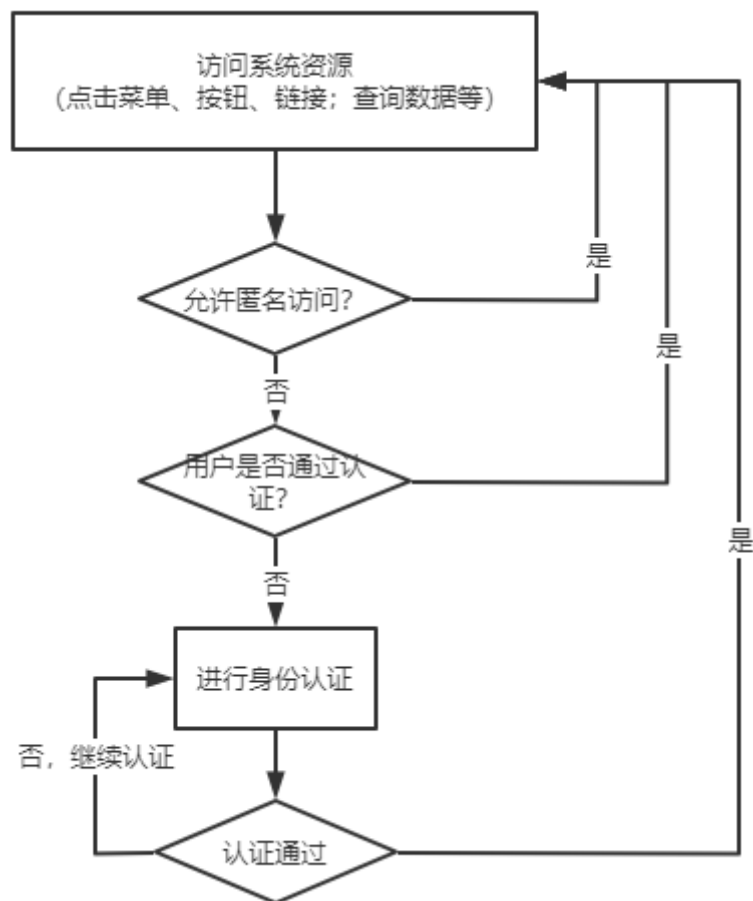 访问系统资源
（点击菜单、按钮、链接；查询数据等）
是
允许匿名访问？
是
否
用户是否通过认
证？
是
否
进行身份认证
否，继续认证
认证通过